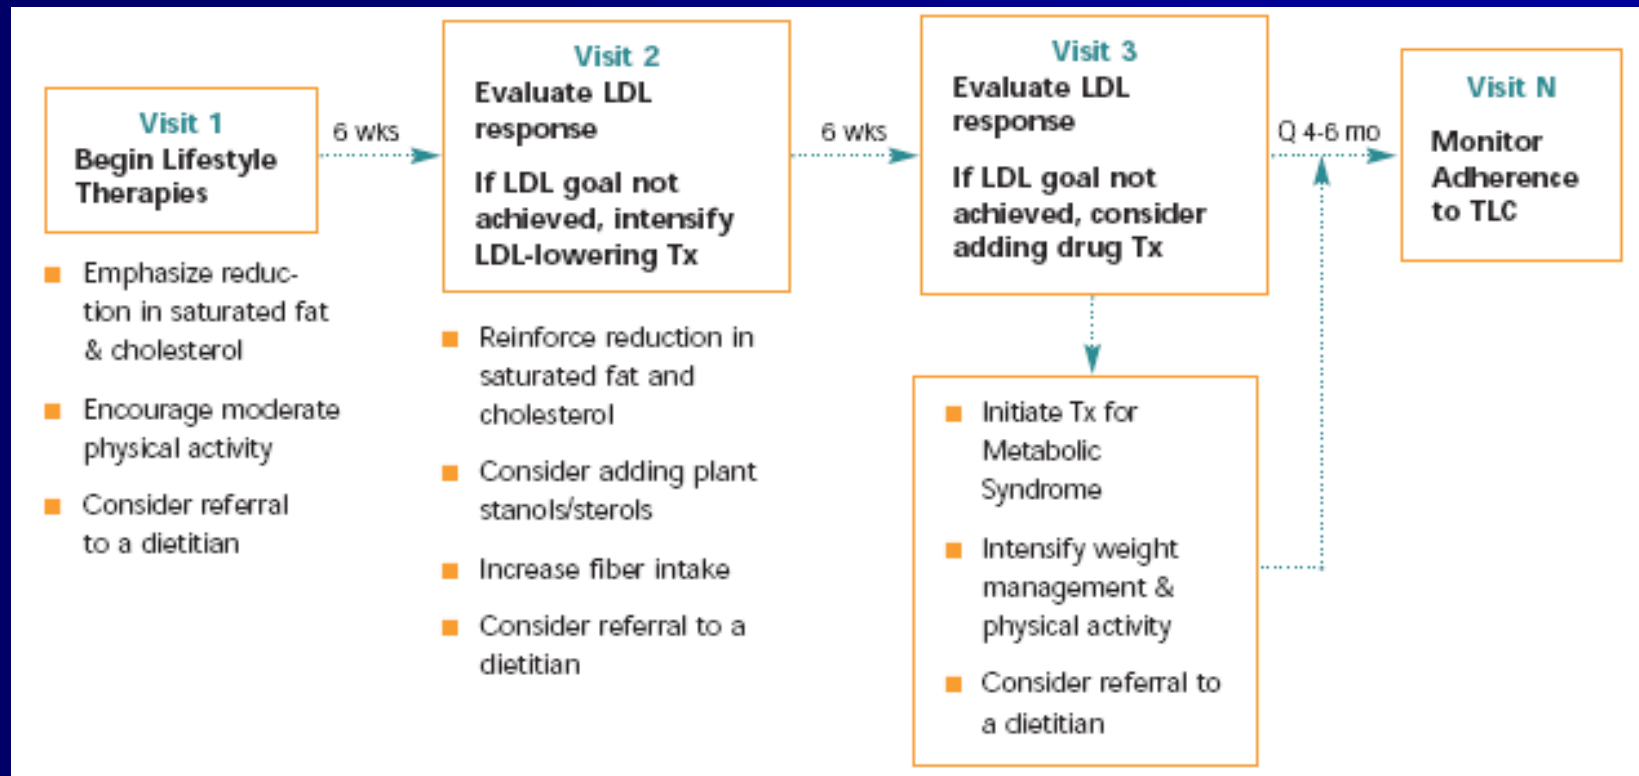 Visit 1
Begin Lifestyle
Therapies
Emphasize reduc-
tion in saturated fat
& cholesterol
Encourage moderate
physical activity
Consider referral
to a dietitian
6 wks
Visit 2
Evaluate LDL
response
If LDL goal not
achieved, intensify
LDL-lowering Tx
Reinforce reduction in
saturated fat and
cholesterol
Consider adding plant
stanols/sterols
Increase fiber intake
Consider referral to a
dietitian
6 wks
Visit 3
Evaluate LDL
response
If LDL goal not
achieved, consider
adding drug Tx
Initiate Tx for
Metabolic
Syndrome
Intensify weight
management &
physical activity
Consider referral to
a dietitian
Q 4-6 mo
Visit N
Monitor
Adherence
to TLC